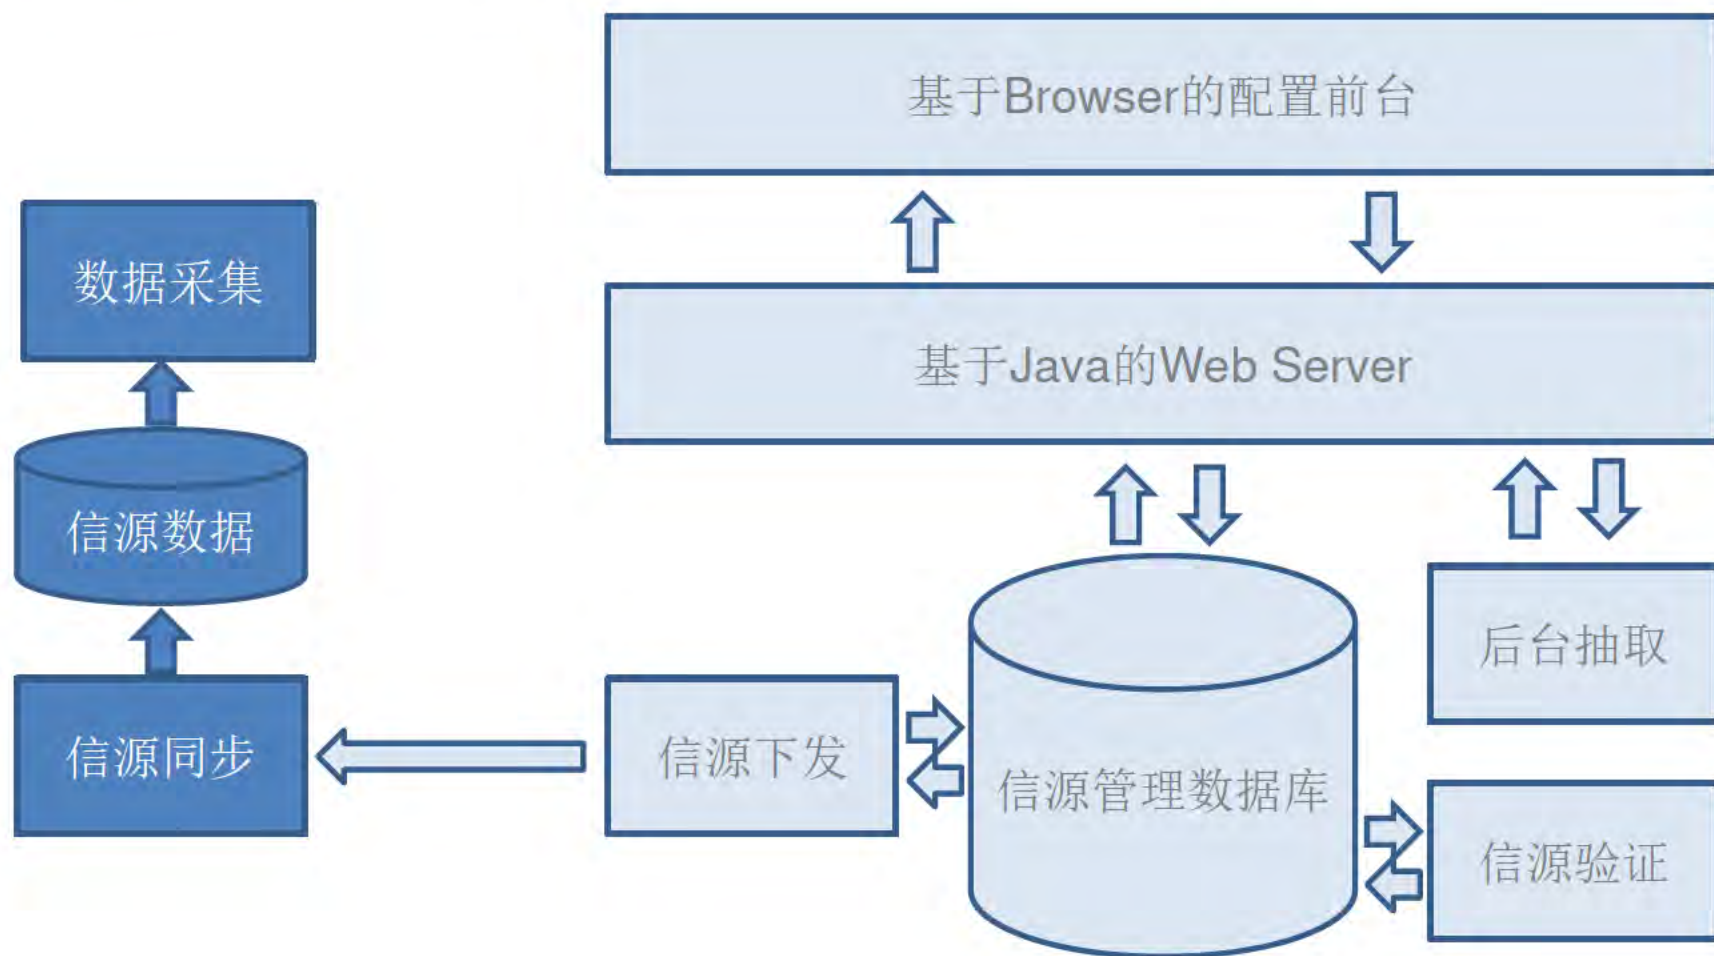 基于Browser的配置前台
数据采集
基于Java的Web Server
信源数据
后台抽取
信源同步
信源下发
信源管理数据库
信源验证